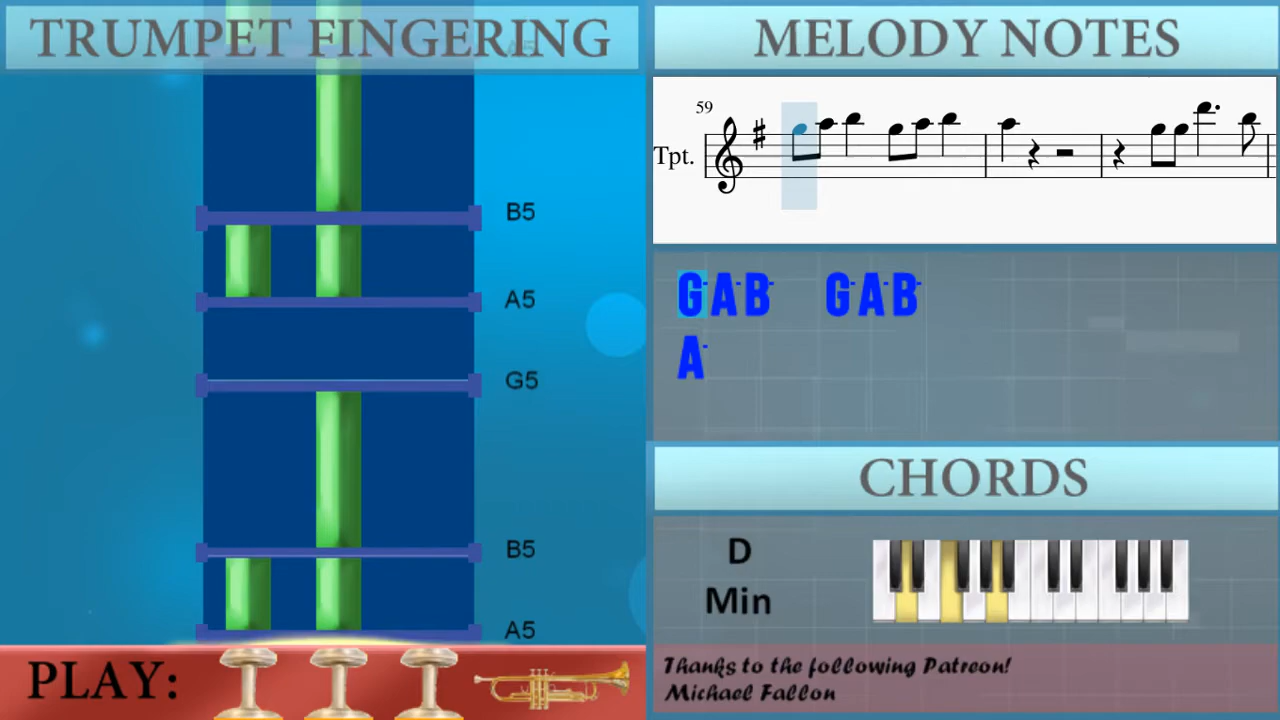 TRUMPET FINGERING
A5
B5
A5
G5
B5
A5
PLAY:
MELODY NOTES
59
Tpt.
G A B G A B
A
CHORDS
D
Min
Thanks to the following Patreon!
Michael Fallon